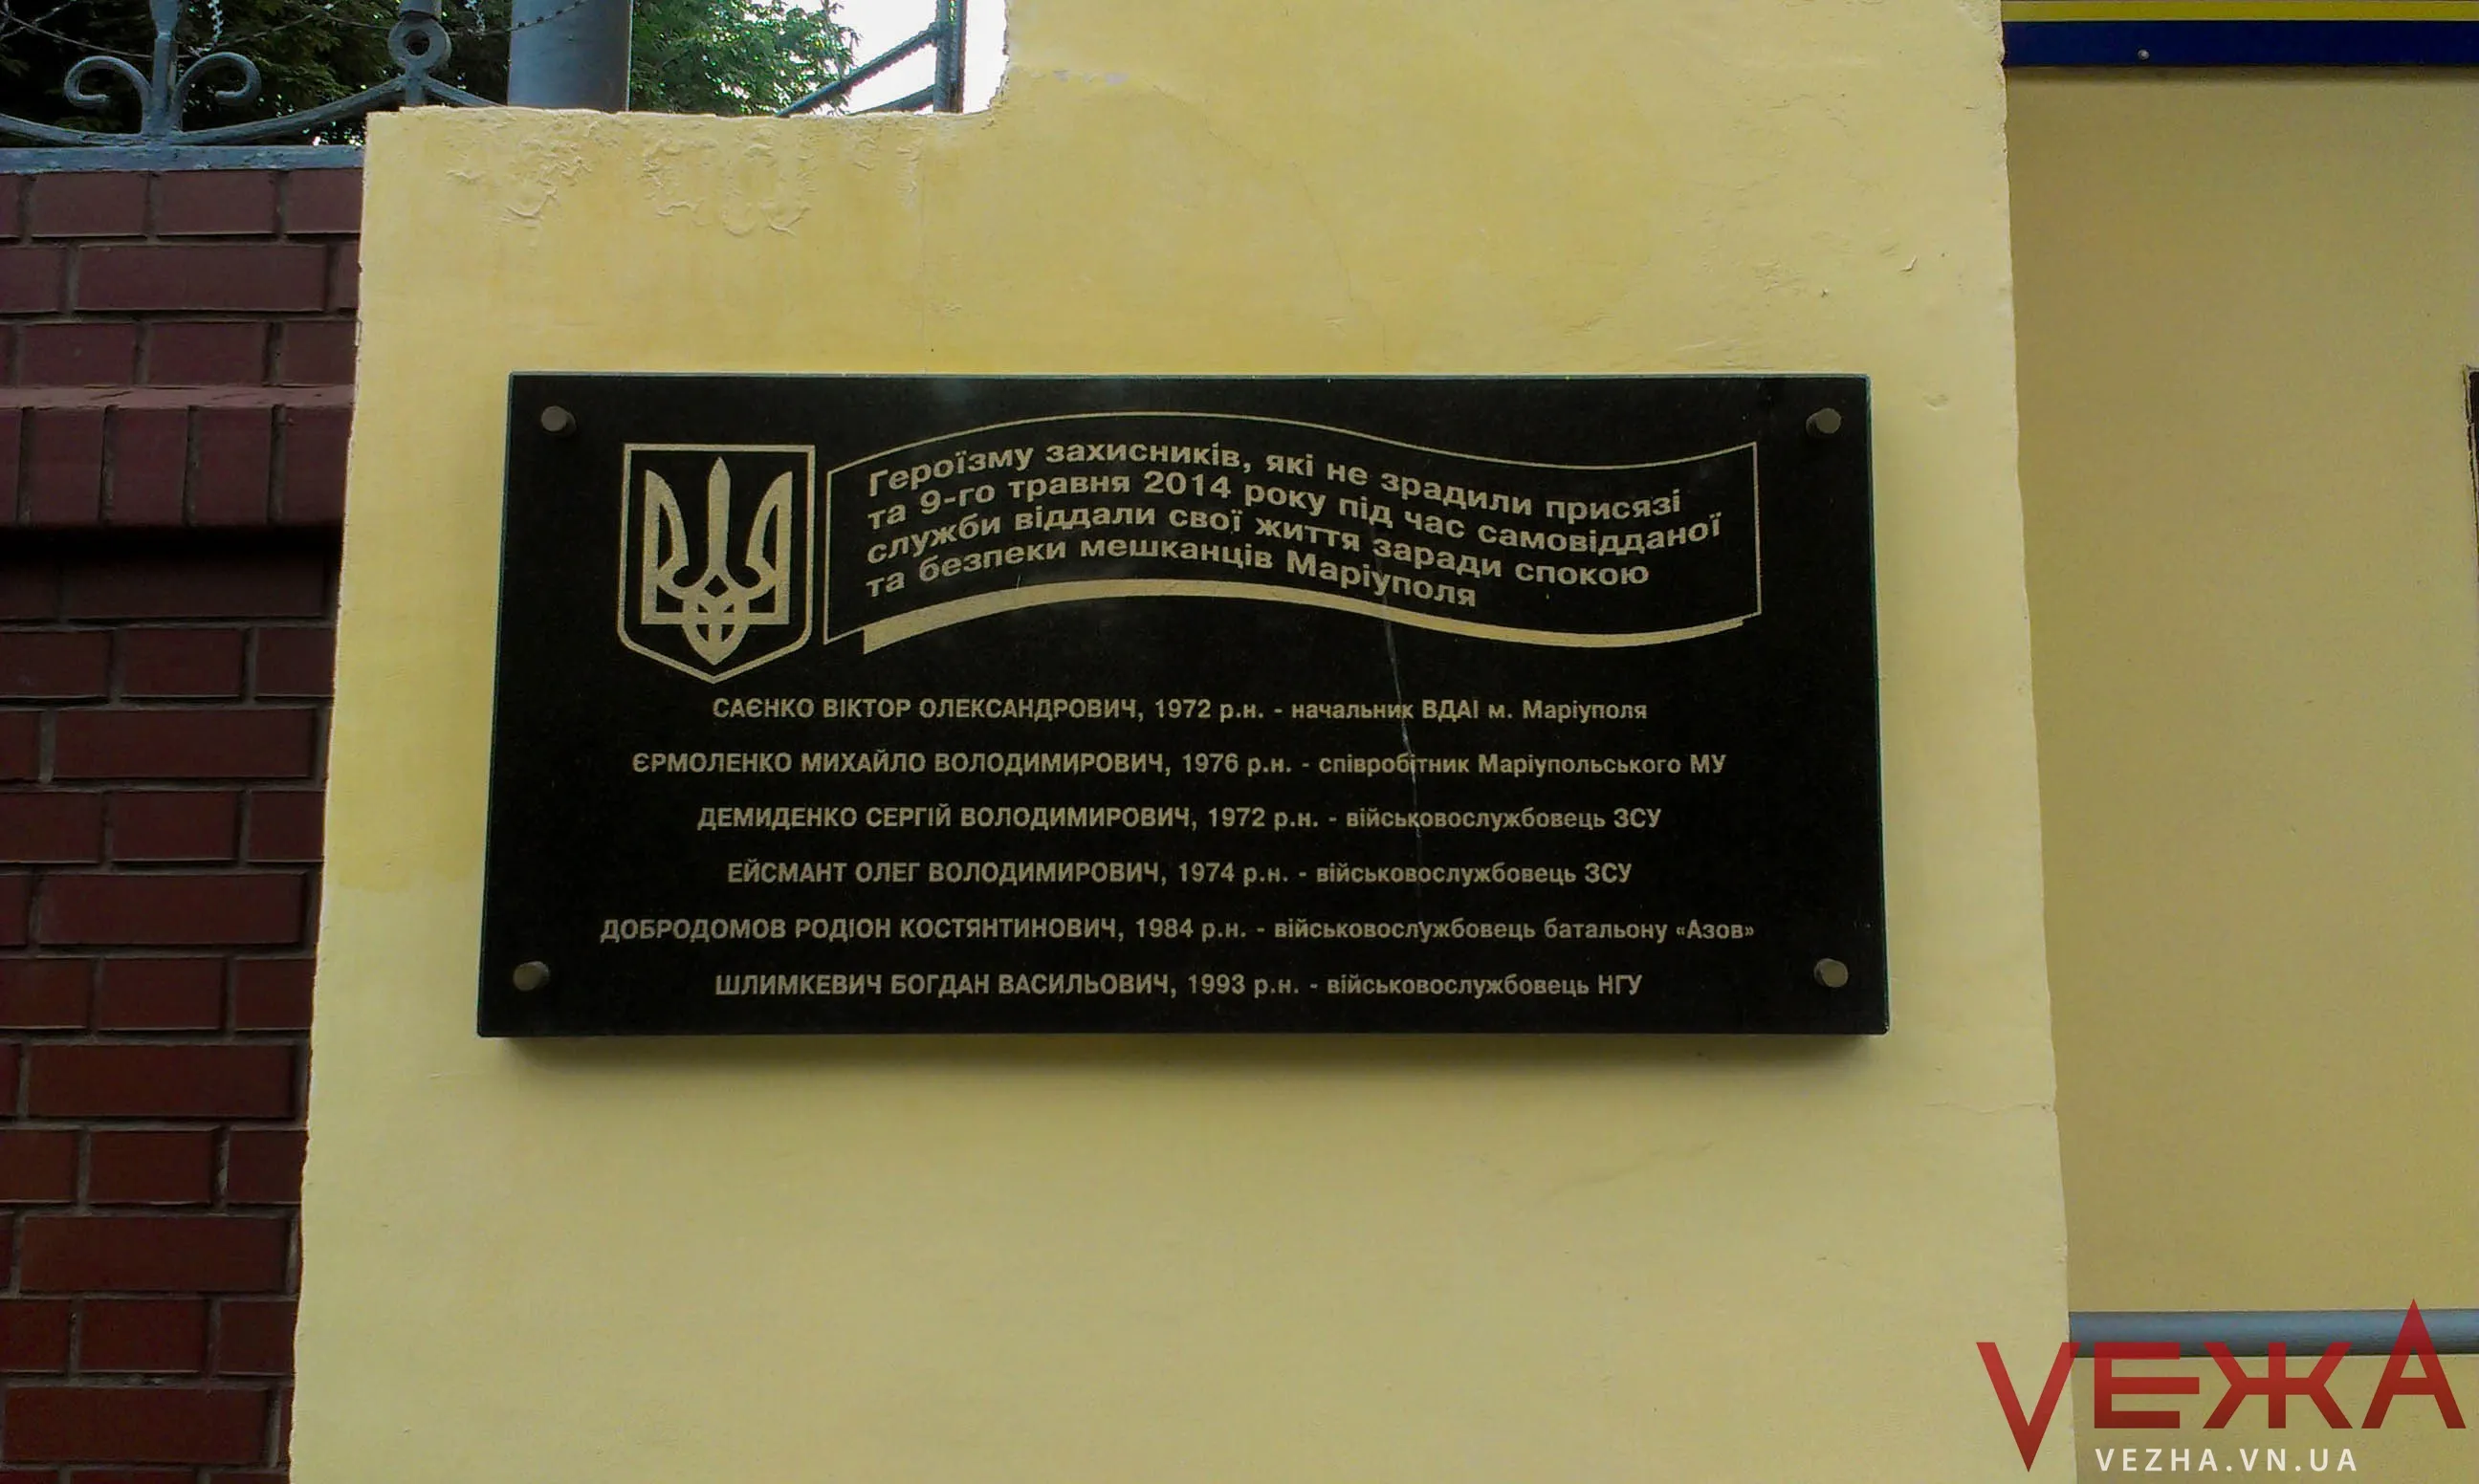 Героїзму захисників, які не зрадили присязі
та 9-го травня 2014 року під час самовідданої
служби віддали свої життя заради спокою
та безпеки мешканців Маріуполя
САЄНКО ВІКТОР ОЛЕКСАНДРОВИЧ, 1972 р.н. - начальник ВДАІ м. Маріуполя
ЄРМОЛЕНКО МИХАЙЛО ВОЛОДИМИРОВИЧ, 1976 р.н. - співробітник Маріупольського МУ
ДЕМИДЕНКО СЕРГІЙ ВОЛОДИМИРОВИЧ, 1972 р.н. - військовослужбовець ЗСУ
ЕЙСМАНТ ОЛЕГ ВОЛОДИМИРОВИЧ, 1974 р.н. - військовослужбовець ЗСУ
ДОБРОДОМОВ РОДІОН КОСТЯНТИНОВИЧ, 1984 р.н. - військовослужбовець батальону «Азов»
ШЛИМКЕВИЧ БОГДАН ВАСИЛЬОВИЧ, 1993 р.н. - військовослужбовець НГУ
VЕЖА
VEZHA.VN.UA